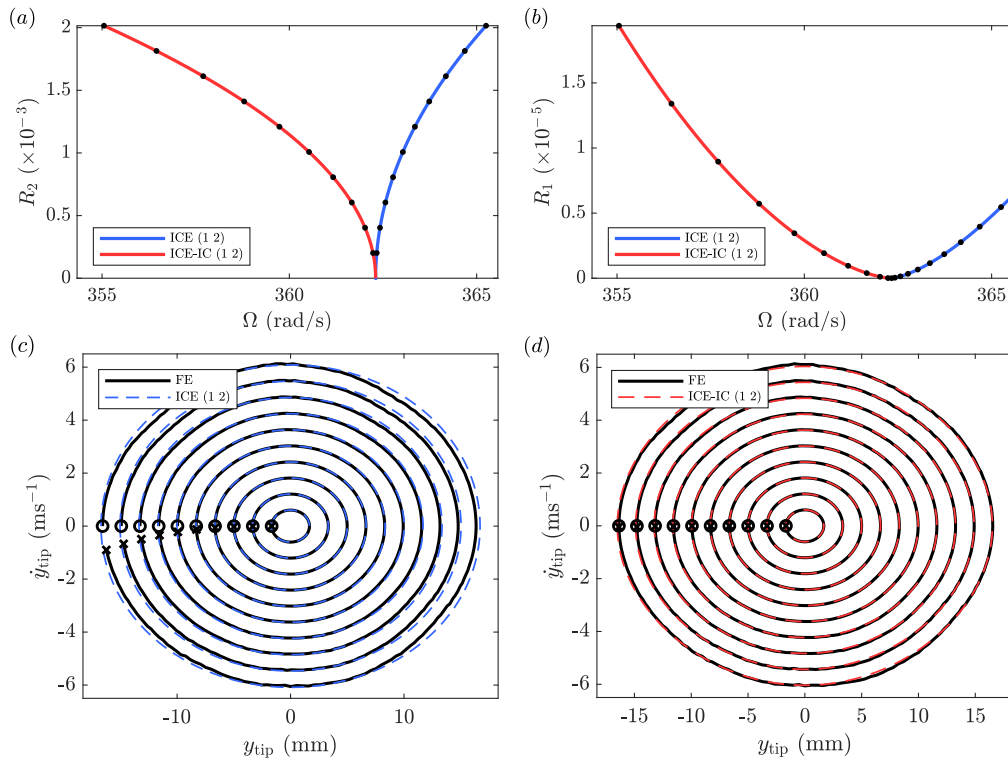 (a)
2
1.5
1
0.5
0
R₂ (×10⁻³)
ICE (1 2)
ICE-IC (1 2)
355
360
365
Ω (rad/s)
(b)
1.5
1
0.5
0
R₁ (×10⁻⁵)
ICE (1 2)
ICE-IC (1 2)
355
360
365
Ω (rad/s)
(c)
6
4
2
0
-2
-4
-6
ẏ_tip (ms⁻¹)
FE
ICE (1 2)
-10
0
10
y_tip (mm)
(d)
6
4
2
0
-2
-4
-6
ẏ_tip (ms⁻¹)
FE
ICE-IC (1 2)
-15
-10
-5
0
5
10
15
y_tip (mm)